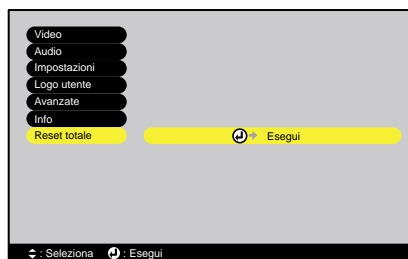 Video
Audio
Impostazioni
Logo utente
Avanzate
Info
Reset totale Esegui
: Seleziona : Esegui